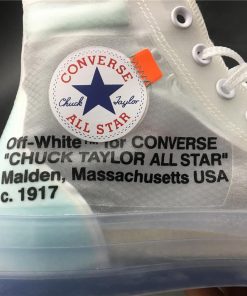 CONVERSE
Chuck Taylor
ALL STAR
Off-White™ for CONVERSE
"CHUCK TAYLOR ALL STAR"
Malden, Massachusetts USA
c. 1917